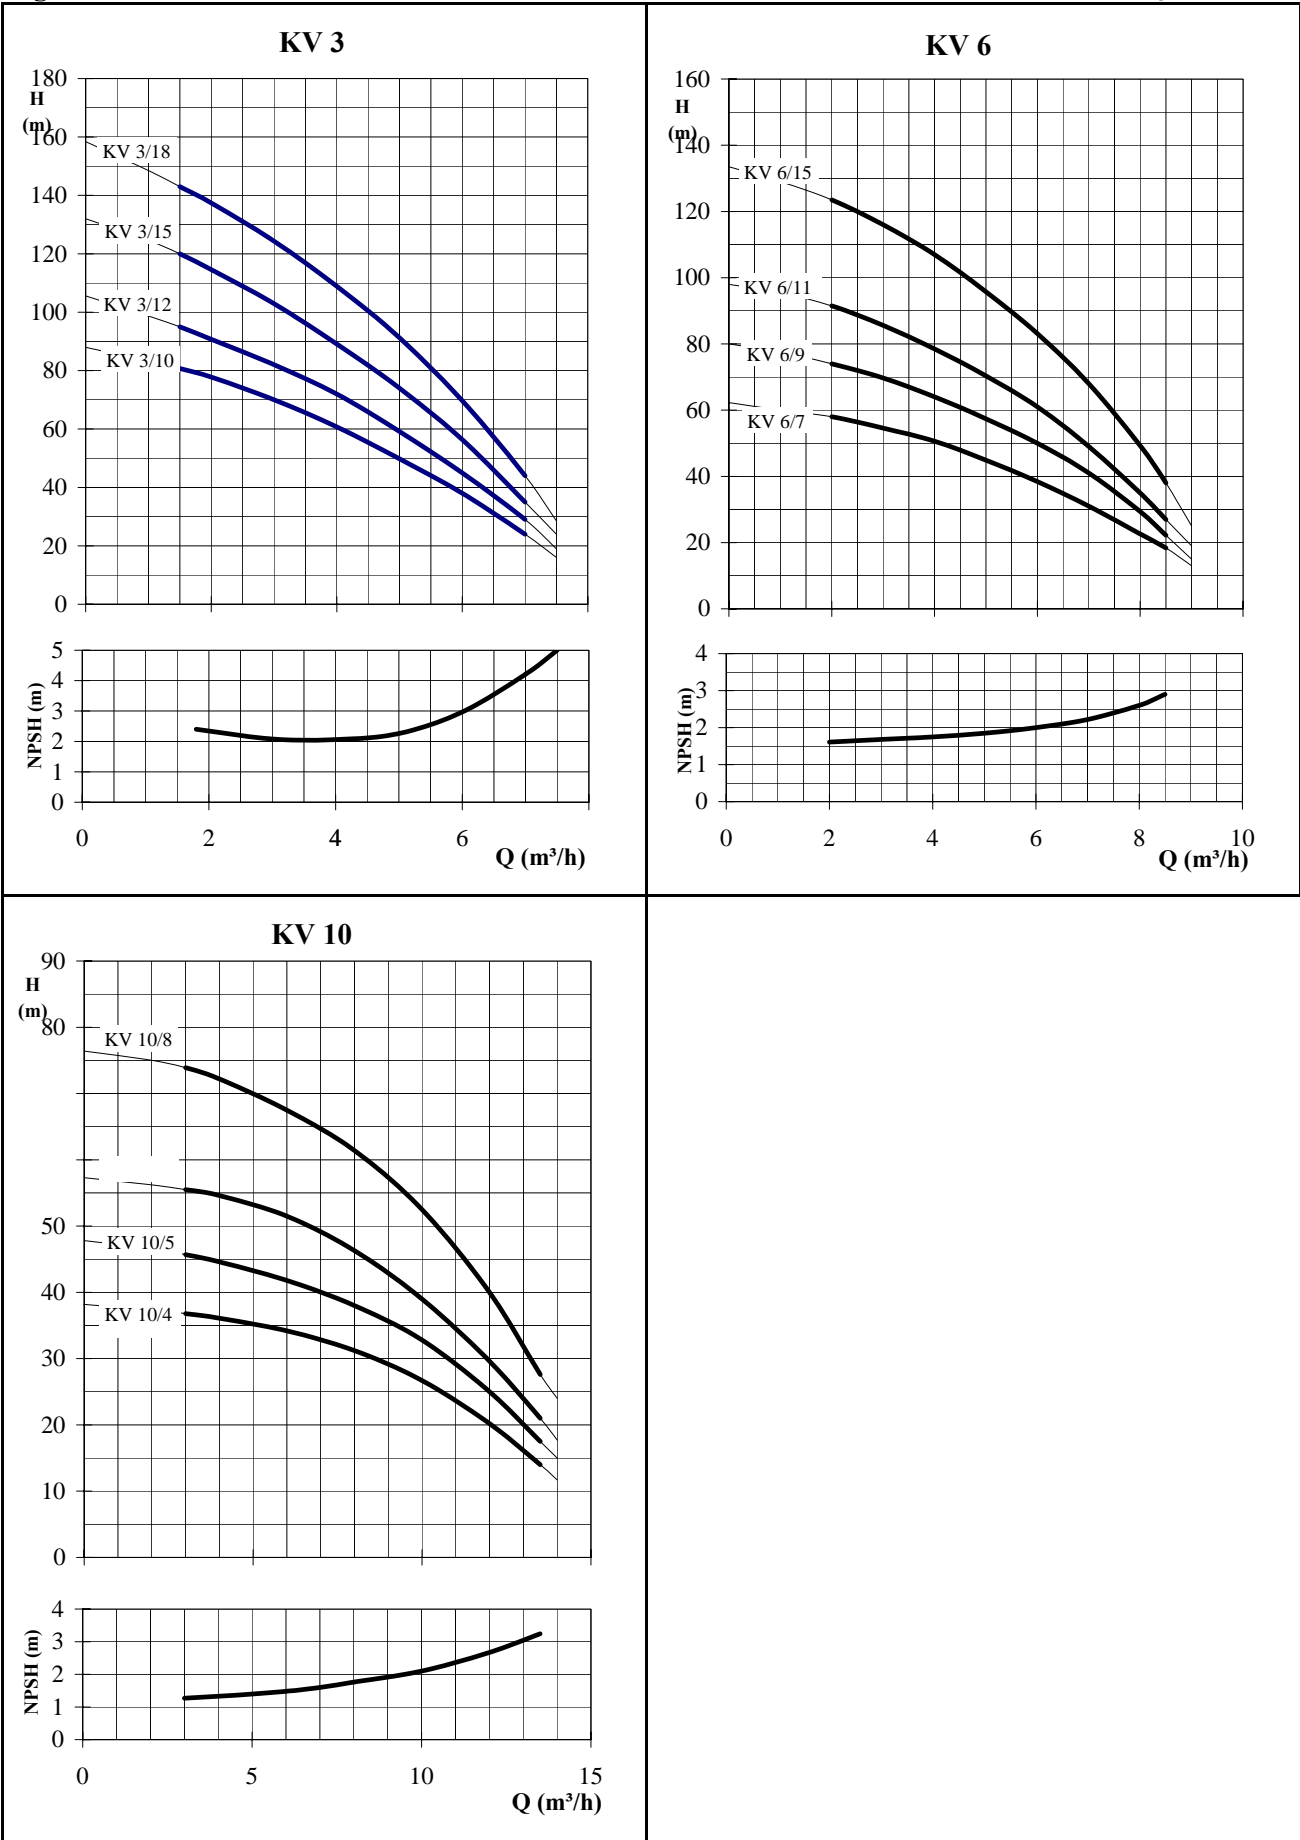 KV 3
180
H
(m)
160
KV 3/18
140
KV 3/15
120
KV 3/12
100
KV 3/10
80
60
40
20
0
5
4
3
2
1
0
NPSH (m)
0 2 4 6
Q (m³/h)
KV 6
160
H
(m)
140
KV 6/15
120
100
KV 6/11
80
KV 6/9
60
KV 6/7
40
20
0
4
3
2
1
0
NPSH (m)
0 2 4 6 8 10
Q (m³/h)
KV 10
90
H
(m)
80
KV 10/8
50
KV 10/5
40
KV 10/4
30
20
10
0
4
3
2
1
0
NPSH (m)
0 5 10 15
Q (m³/h)